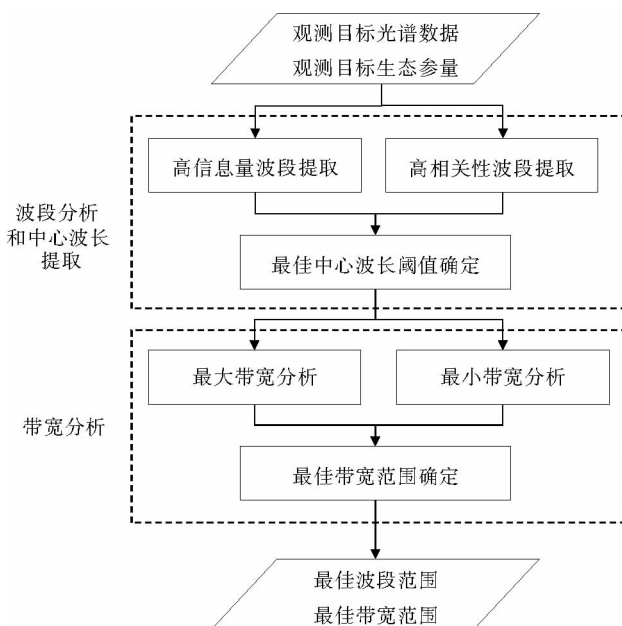 观测目标光谱数据
观测目标生态参量
高信息量波段提取
高相关性波段提取
波段分析
和中心波长
提取
最佳中心波长阈值确定
最大带宽分析
最小带宽分析
带宽分析
最佳带宽范围确定
最佳波段范围
最佳带宽范围